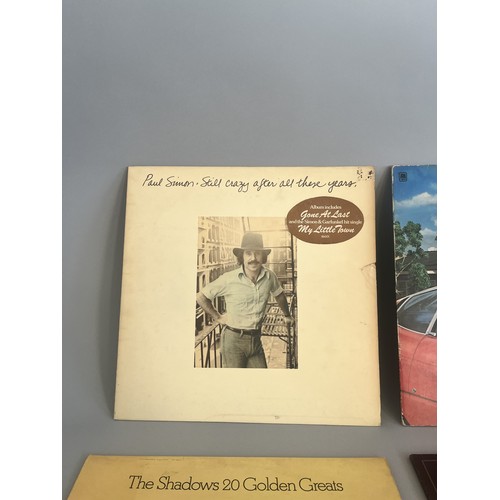 Paul Simon · Still crazy after all these years.
Album includes
Gone At Last
and the Simon & Garfunkel hit single
My Little Town
The Shadows 20 Golden Greats